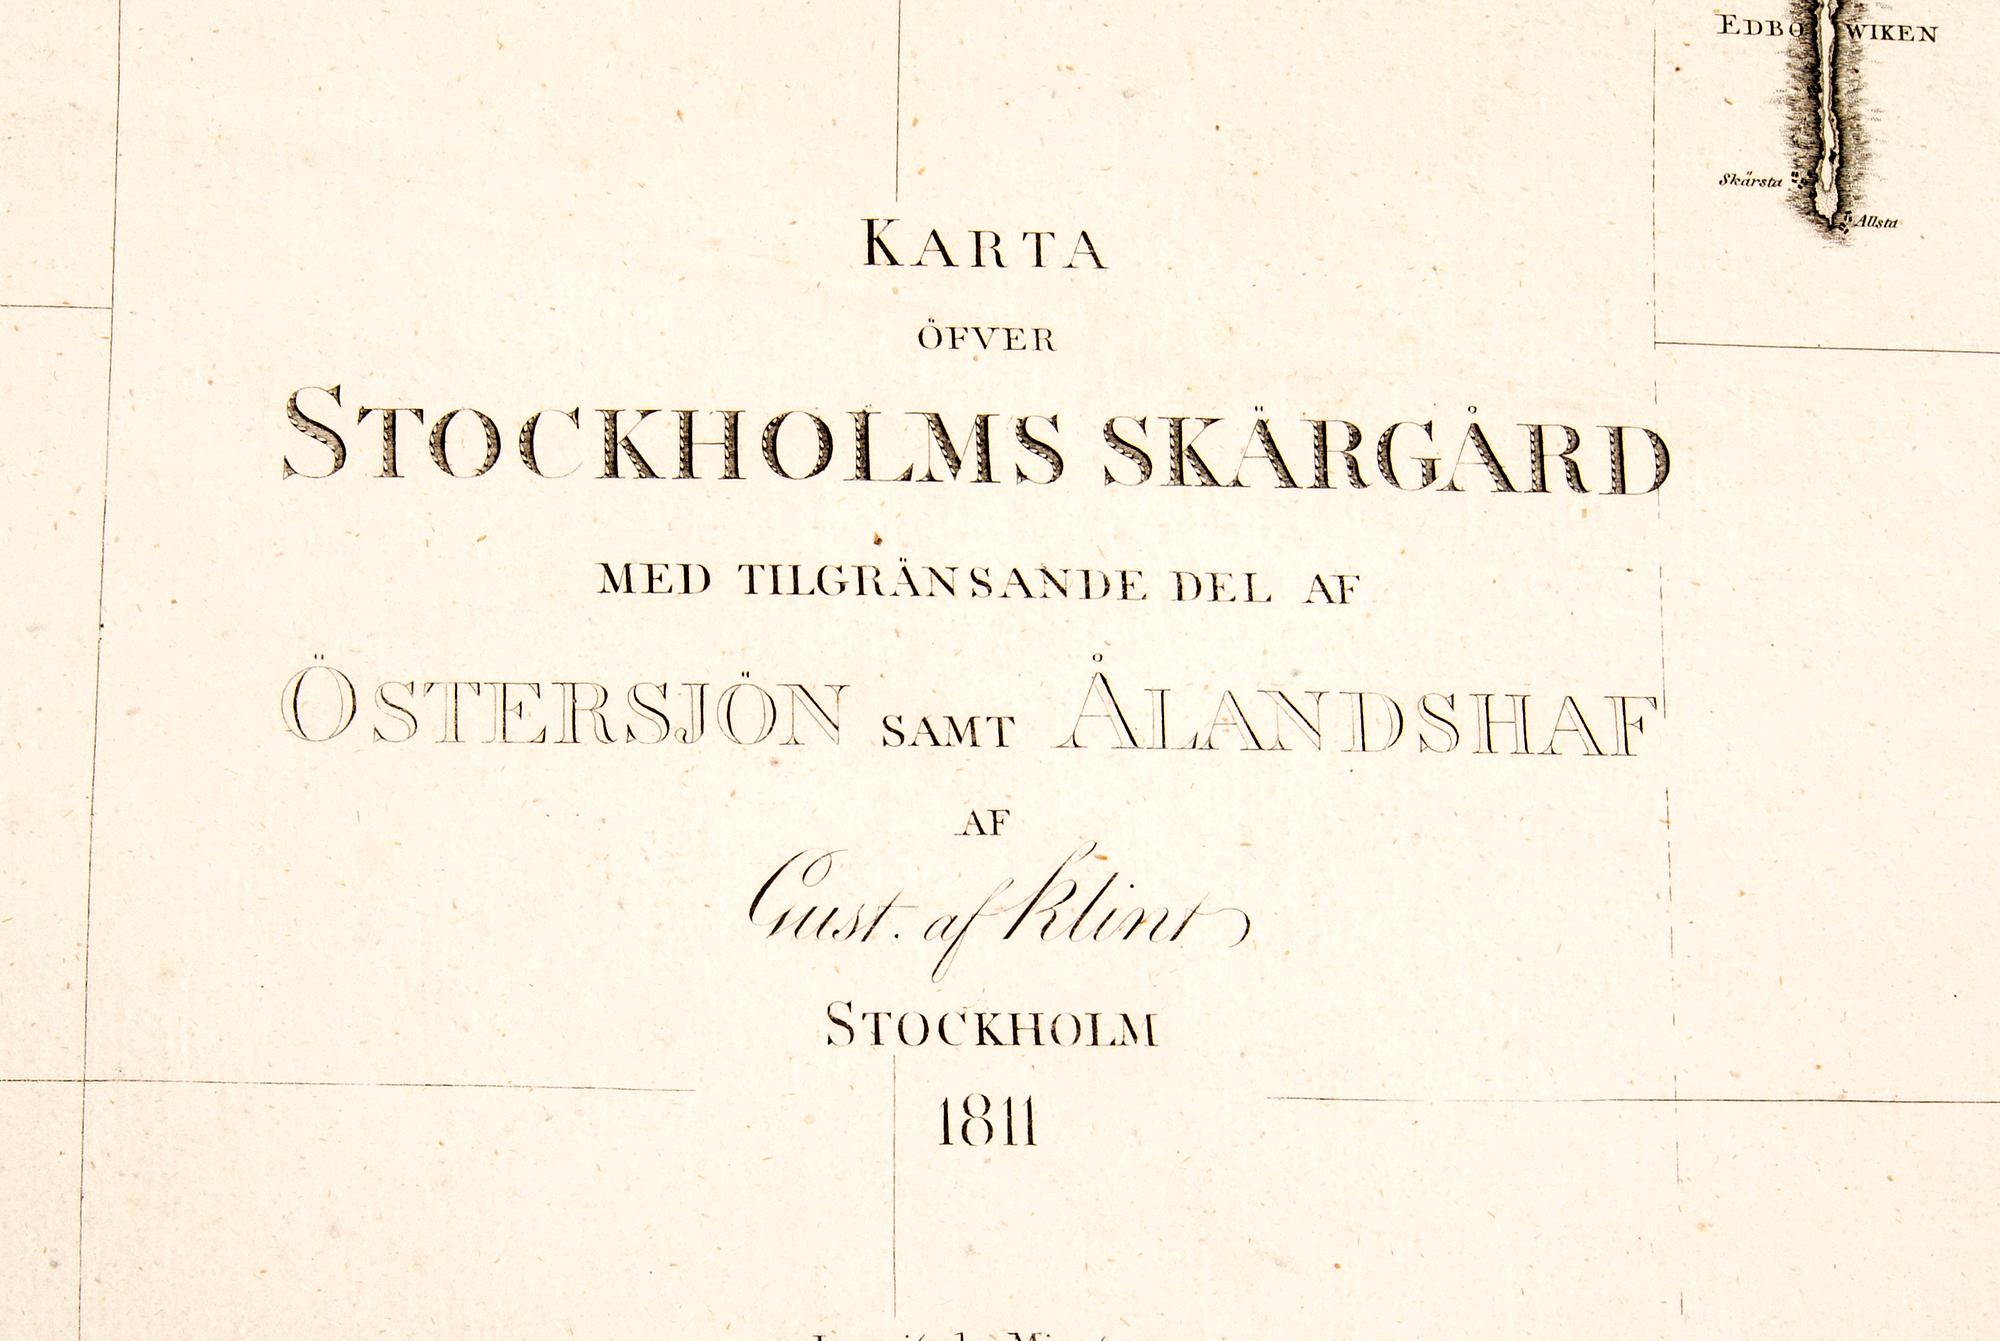 EDBO WIKEN
Skärsta
Allsta
KARTA
ÖFVER
STOCKHOLMS SKÄRGÅRD
MED TILGRÄNSANDE DEL AF
ÖSTERSJÖN SAMT ÅLANDSHAF
AF
Gust. af Klint
STOCKHOLM
1811